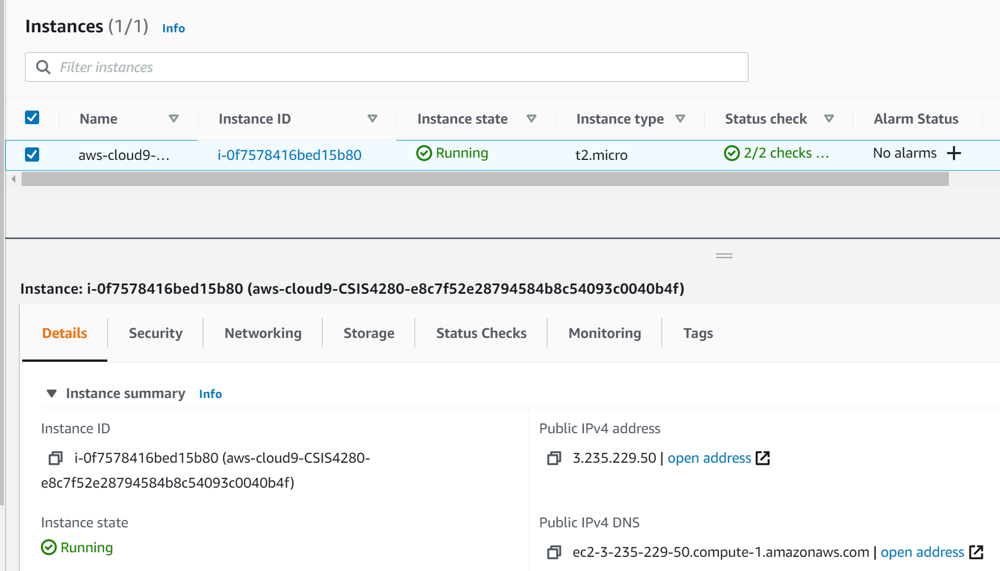 Instances (1/1) Info
Filter instances
Name Instance ID Instance state Instance type Status check Alarm Status
aws-cloud9-... i-0f7578416bed15b80 Running t2.micro 2/2 checks ... No alarms +
Instance: i-0f7578416bed15b80 (aws-cloud9-CSIS4280-e8c7f52e28794584b8c54093c0040b4f)
Details Security Networking Storage Status Checks Monitoring Tags
Instance summary Info
Instance ID
i-0f7578416bed15b80 (aws-cloud9-CSIS4280-
e8c7f52e28794584b8c54093c0040b4f)
Public IPv4 address
3.235.229.50 | open address
Instance state
Running
Public IPv4 DNS
ec2-3-235-229-50.compute-1.amazonaws.com | open address